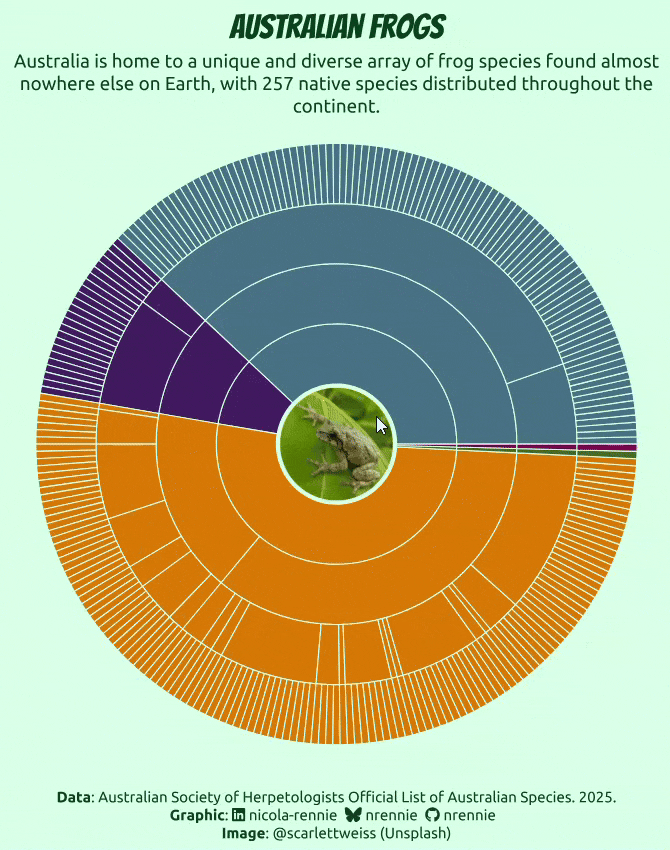 AUSTRALIAN FROGS
Australia is home to a unique and diverse array of frog species found almost
nowhere else on Earth, with 257 native species distributed throughout the
continent.
Data: Australian Society of Herpetologists Official List of Australian Species. 2025.
Graphic: nicola-rennie nrennie nrennie
Image: @scarlettweiss (Unsplash)